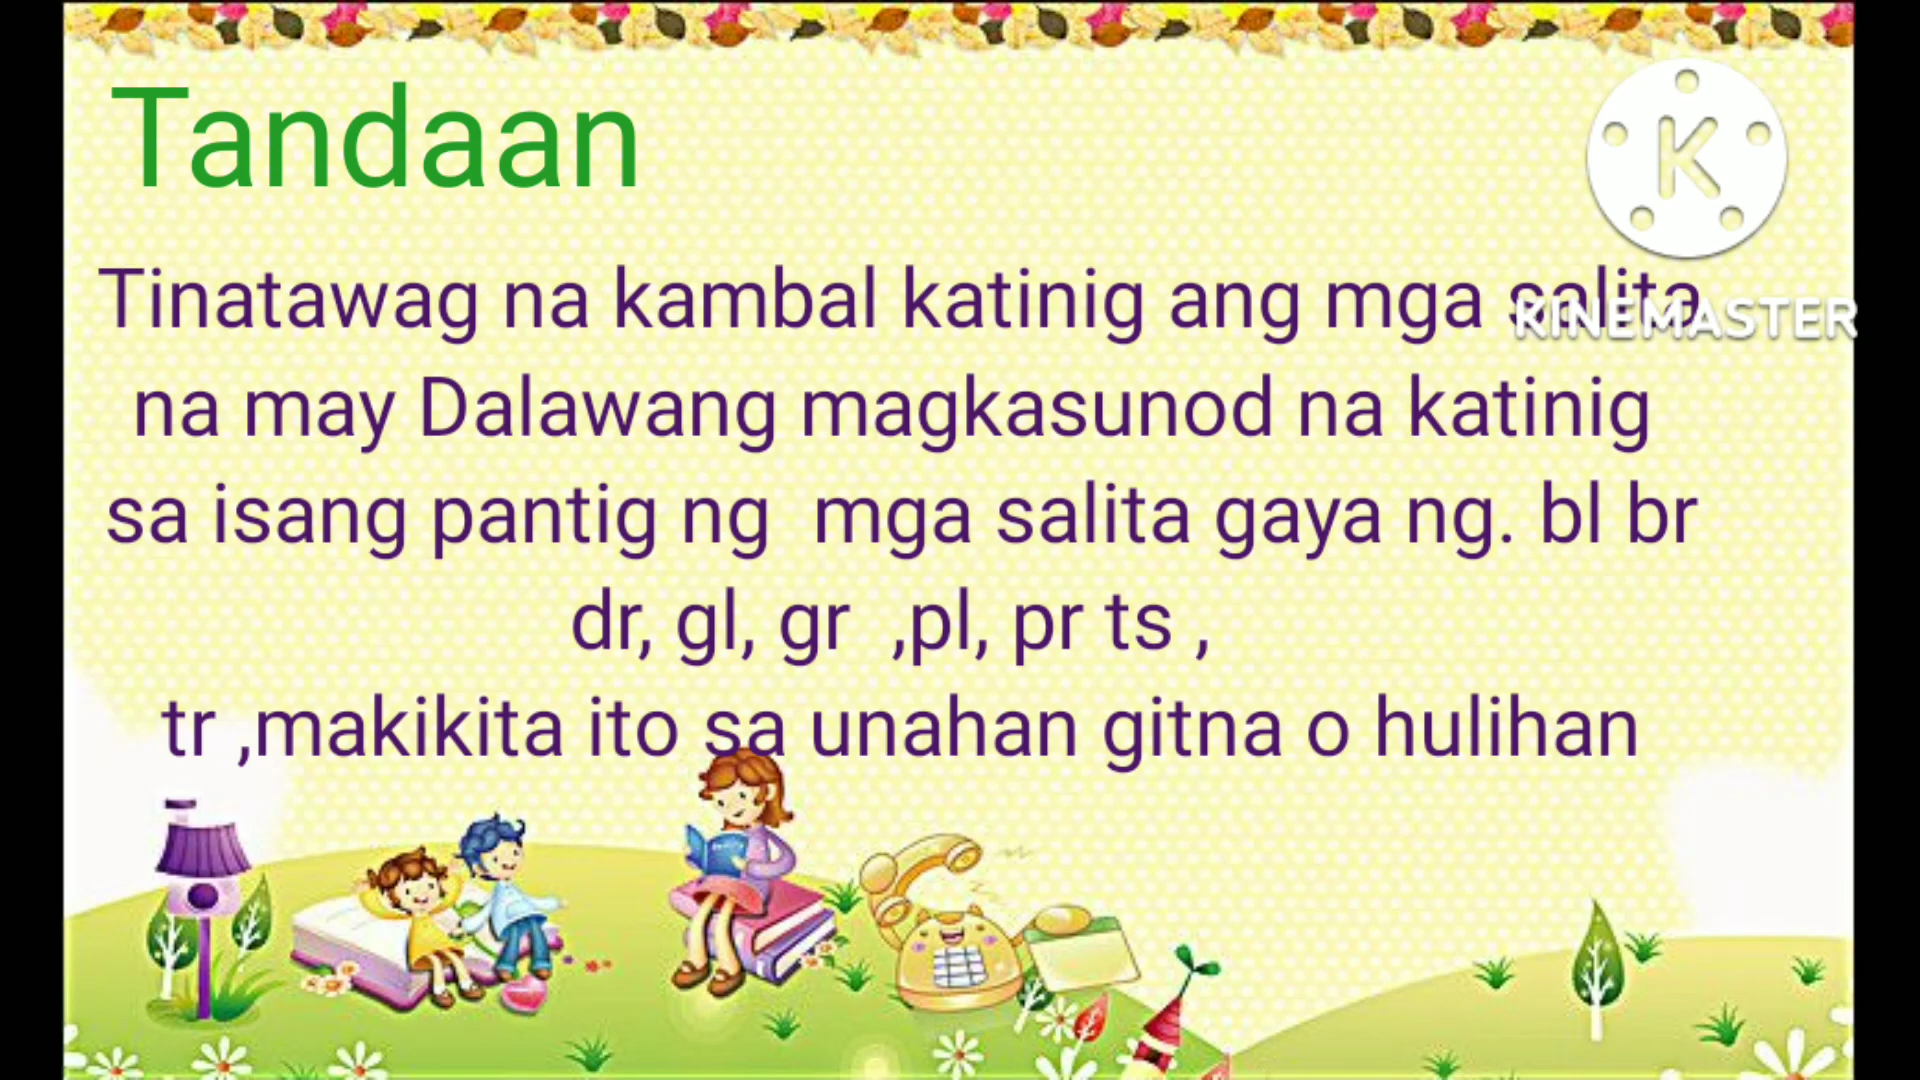 Tandaan
K
KINEMASTER
Tinatawag na kambal katinig ang mga salita
na may Dalawang magkasunod na katinig
sa isang pantig ng  mga salita gaya ng. bl br
dr, gl, gr  ,pl, pr ts ,
tr ,makikita ito sa unahan gitna o hulihan